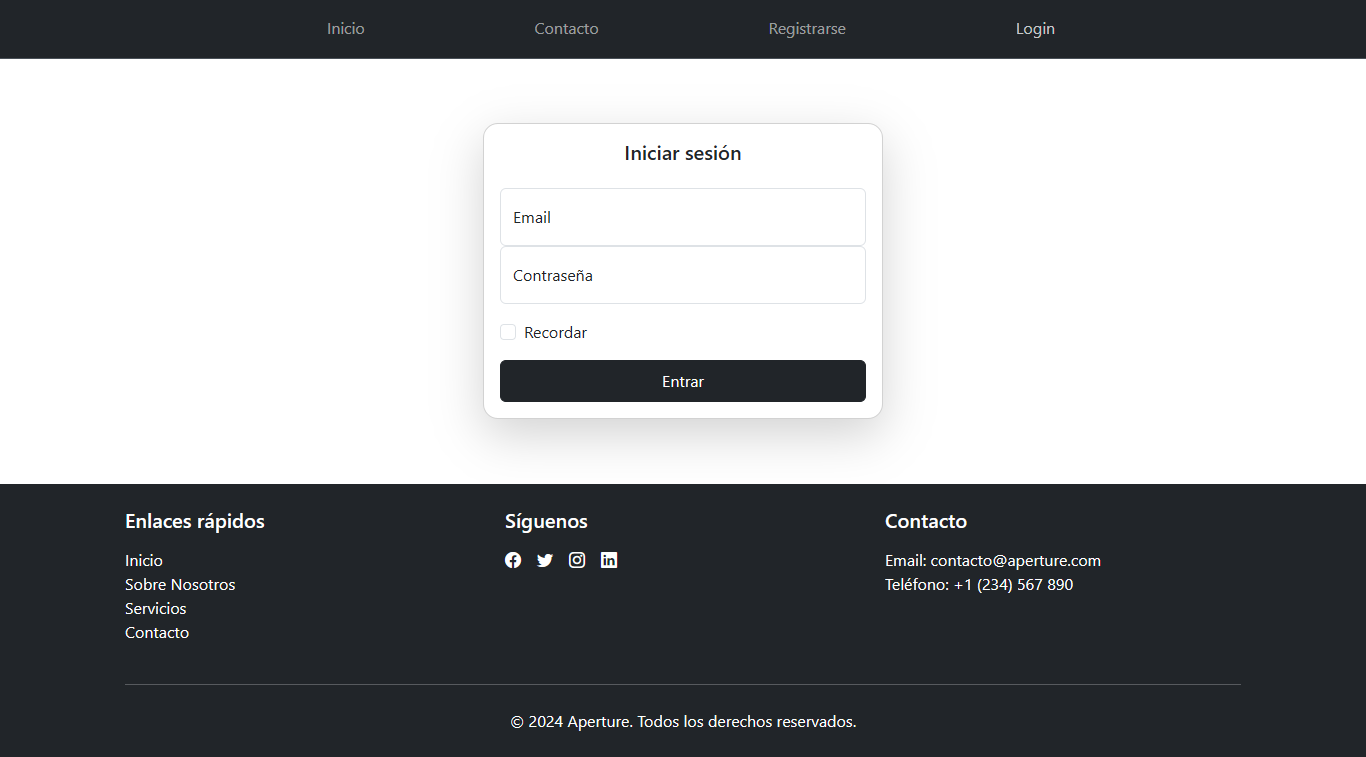 Inicio Contacto Registrarse Login
Iniciar sesión
Email
Contraseña
Recordar
Entrar
Enlaces rápidos
Inicio
Sobre Nosotros
Servicios
Contacto
Síguenos
Contacto
Email: contacto@aperture.com
Teléfono: +1 (234) 567 890
© 2024 Aperture. Todos los derechos reservados.